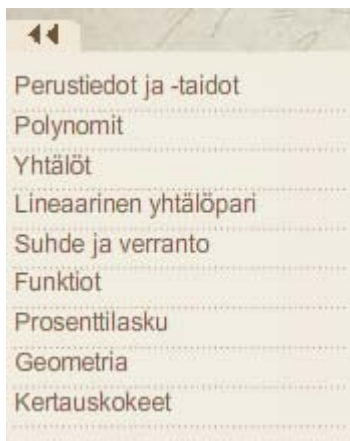 Perustiedot ja -taidot
Polynomit
Yhtälöt
Lineaarinen yhtälöpari
Suhde ja verranto
Funktiot
Prosenttilasku
Geometria
Kertauskokeet